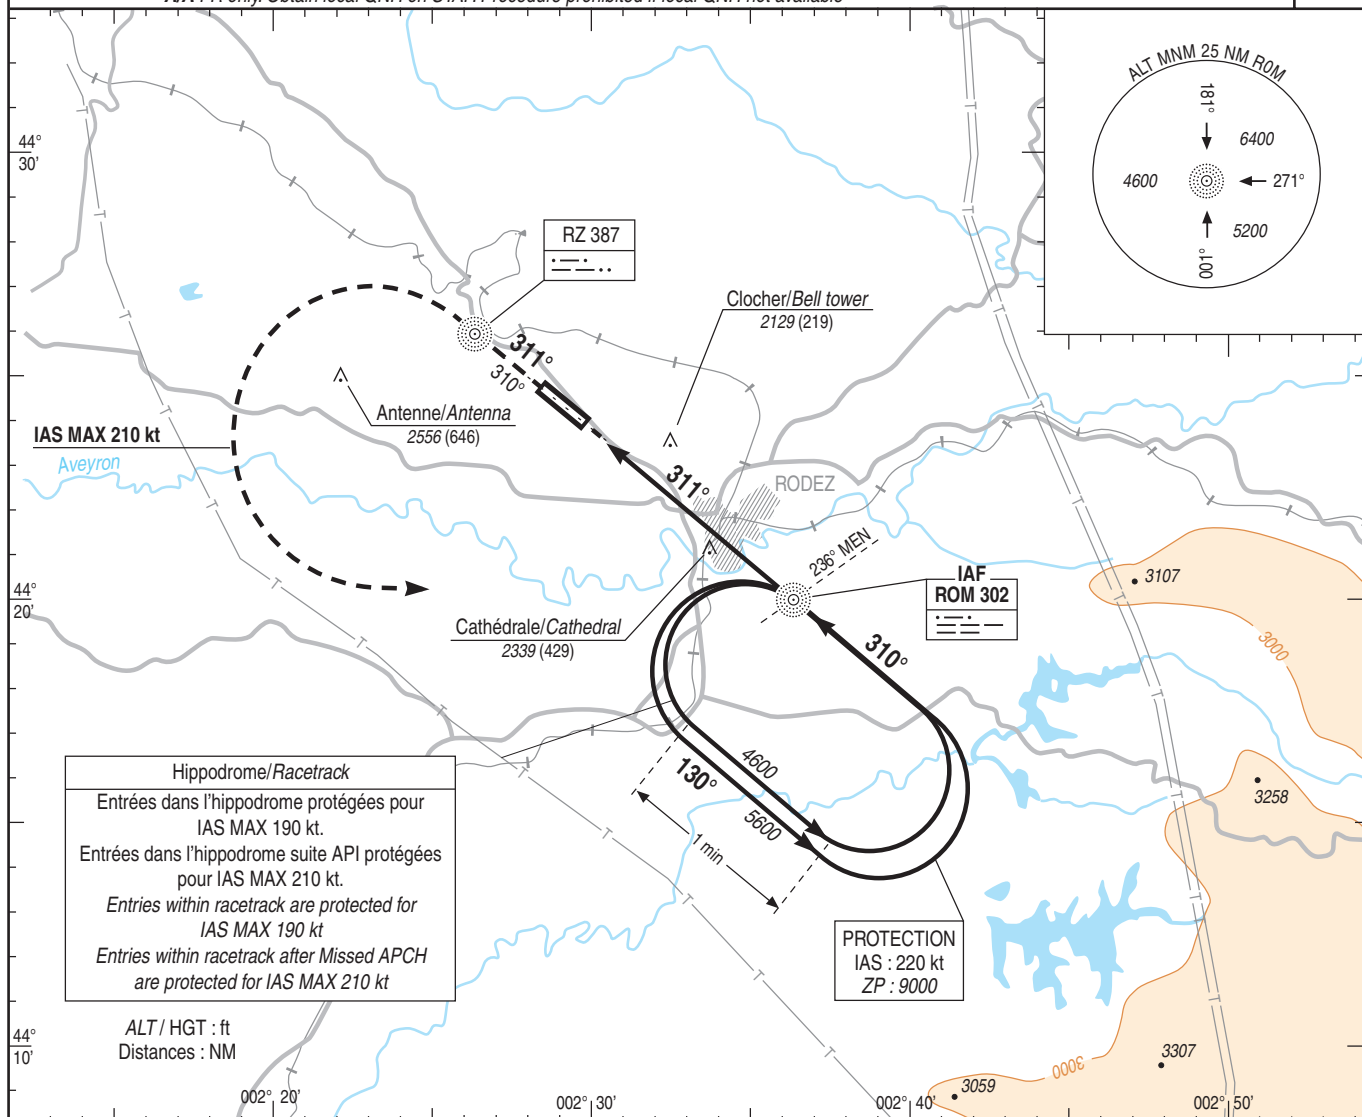 ALT MNM 25 NM ROM
181°
6400
4600
271°
5200
001°
44°
30'
RZ 387
Clocher/Bell tower
2129 (219)
311°
310°
Antenne/Antenna
2556 (646)
IAS MAX 210 kt
Aveyron
311°
RODEZ
236° MEN
IAF
ROM 302
3107
44°
20'
Cathédrale/Cathedral
2339 (429)
310°
3000
4600
130°
5600
1 min
3258
Hippodrome/Racetrack
Entrées dans l'hippodrome protégées pour
IAS MAX 190 kt.
Entrées dans l'hippodrome suite API protégées
pour IAS MAX 210 kt.
Entries within racetrack are protected for
IAS MAX 190 kt
Entries within racetrack after Missed APCH
are protected for IAS MAX 210 kt
PROTECTION
IAS : 220 kt
ZP : 9000
ALT / HGT : ft
Distances : NM
44°
10'
3307
3000
3059
002° 20'
002° 30'
002° 40'
002° 50'